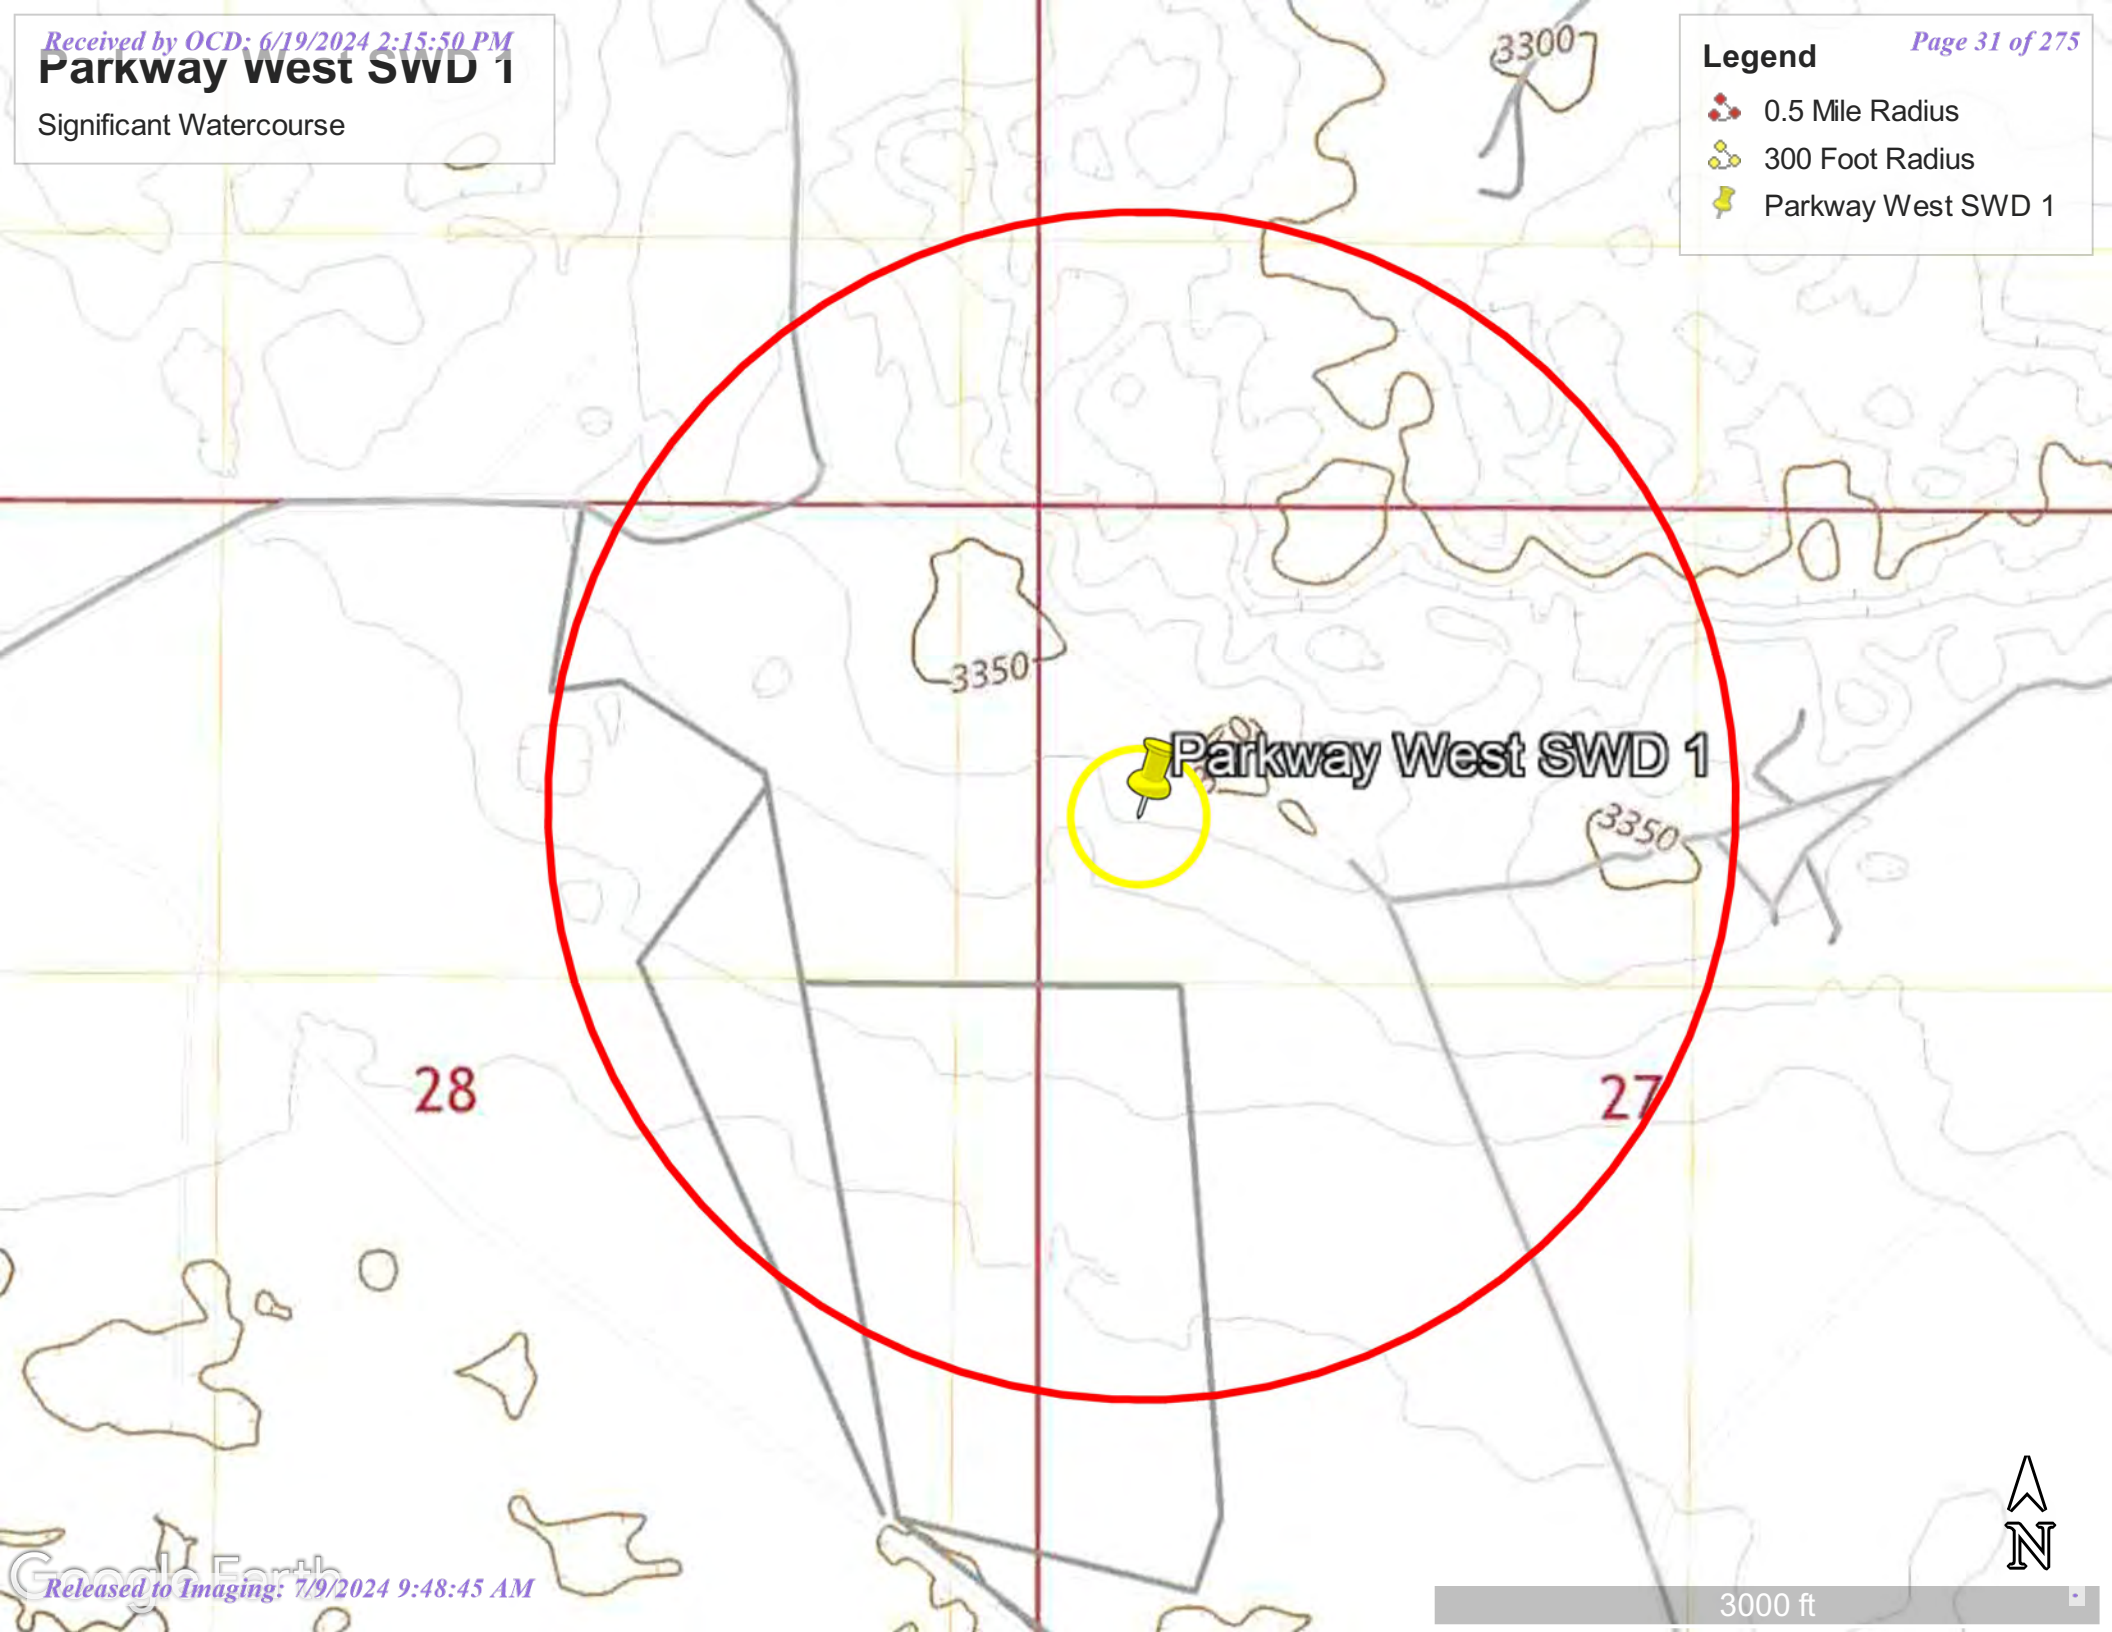 Received by OCD: 6/19/2024 2:15:50 PM
Parkway West SWD 1
Significant Watercourse
Page 31 of 275
Legend
0.5 Mile Radius
300 Foot Radius
Parkway West SWD 1
3300
3350
Parkway West SWD 1
3350
28
27
N
Google Earth
Released to Imaging: 7/9/2024 9:48:45 AM
3000 ft